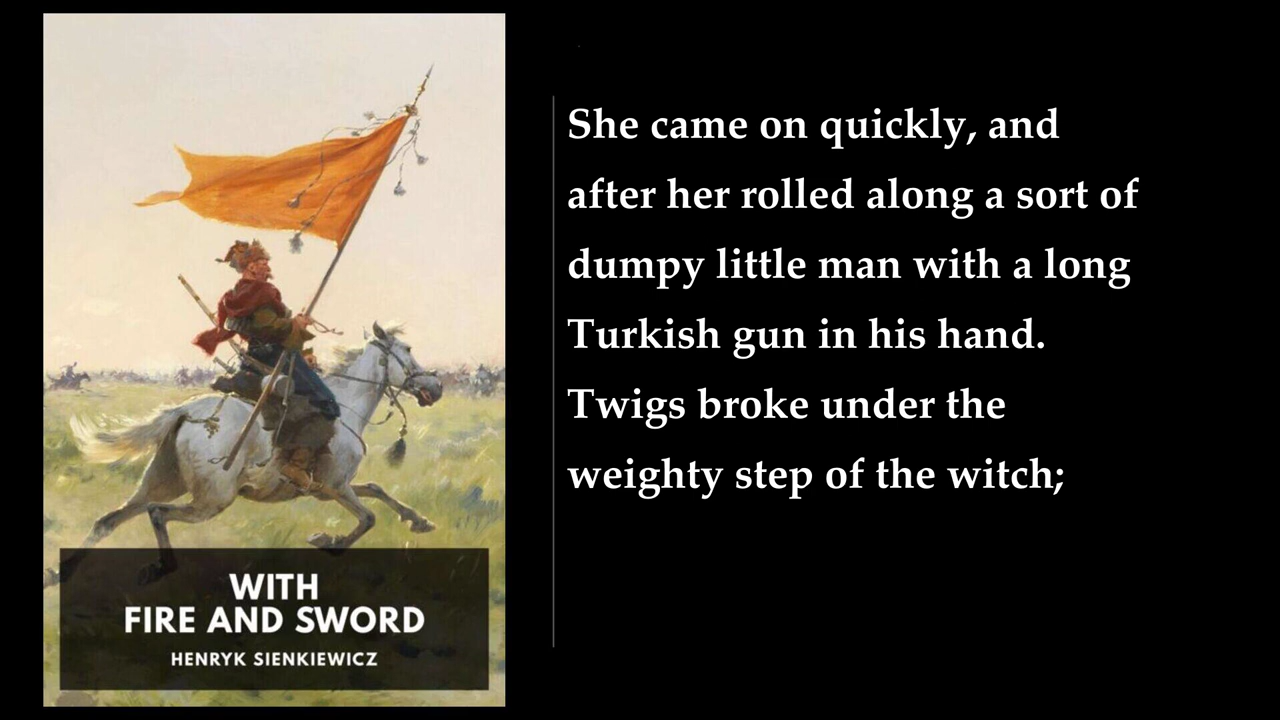 She came on quickly, and
after her rolled along a sort of
dumpy little man with a long
Turkish gun in his hand.
Twigs broke under the
weighty step of the witch;
WITH
FIRE AND SWORD
HENRYK SIENKIEWICZ